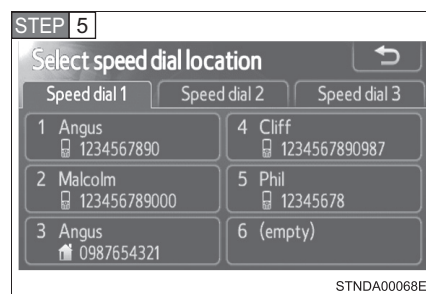 STEP 5
Select speed dial location
Speed dial 1 Speed dial 2 Speed dial 3
1 Angus
1234567890
4 Cliff
1234567890987
2 Malcolm
123456789000
5 Phil
12345678
3 Angus
0987654321
6 (empty)
STNDA00068E